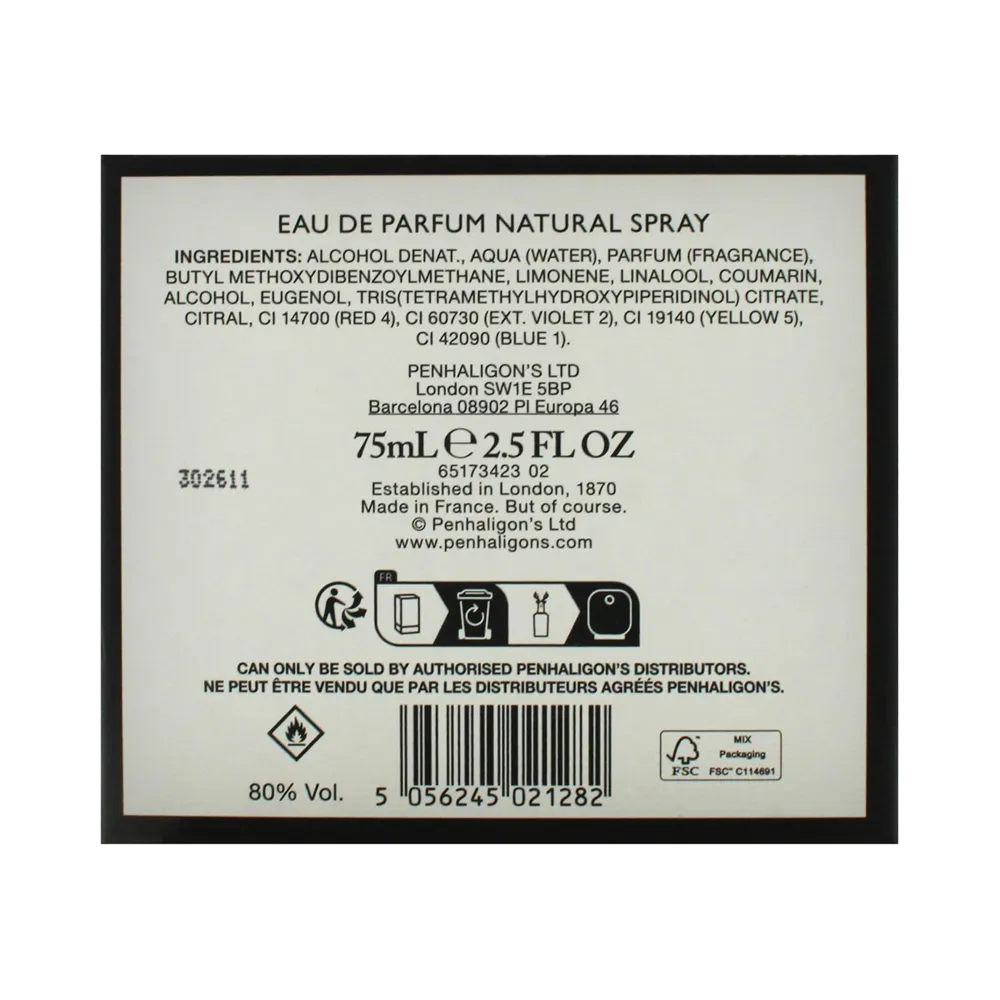 EAU DE PARFUM NATURAL SPRAY
INGREDIENTS: ALCOHOL DENAT., AQUA (WATER), PARFUM (FRAGRANCE),
BUTYL METHOXYDIBENZOYLMETHANE, LIMONENE, LINALOOL, COUMARIN,
ALCOHOL, EUGENOL, TRIS(TETRAMETHYLHYDROXYPIPERIDINOL) CITRATE,
CITRAL, CI 14700 (RED 4), CI 60730 (EXT. VIOLET 2), CI 19140 (YELLOW 5),
CI 42090 (BLUE 1).
PENHALIGON'S LTD
London SW1E 5BP
Barcelona 08902 Pl Europa 46
75mL ℮ 2.5 FL OZ
65173423 02
302611
Established in London, 1870
Made in France. But of course.
© Penhaligon's Ltd
www.penhaligons.com
FR
CAN ONLY BE SOLD BY AUTHORISED PENHALIGON'S DISTRIBUTORS.
NE PEUT ÊTRE VENDU QUE PAR LES DISTRIBUTEURS AGRÉÉS PENHALIGON'S.
80% Vol.
5 056245 021282
MIX
Packaging
FSC FSC™ C114691